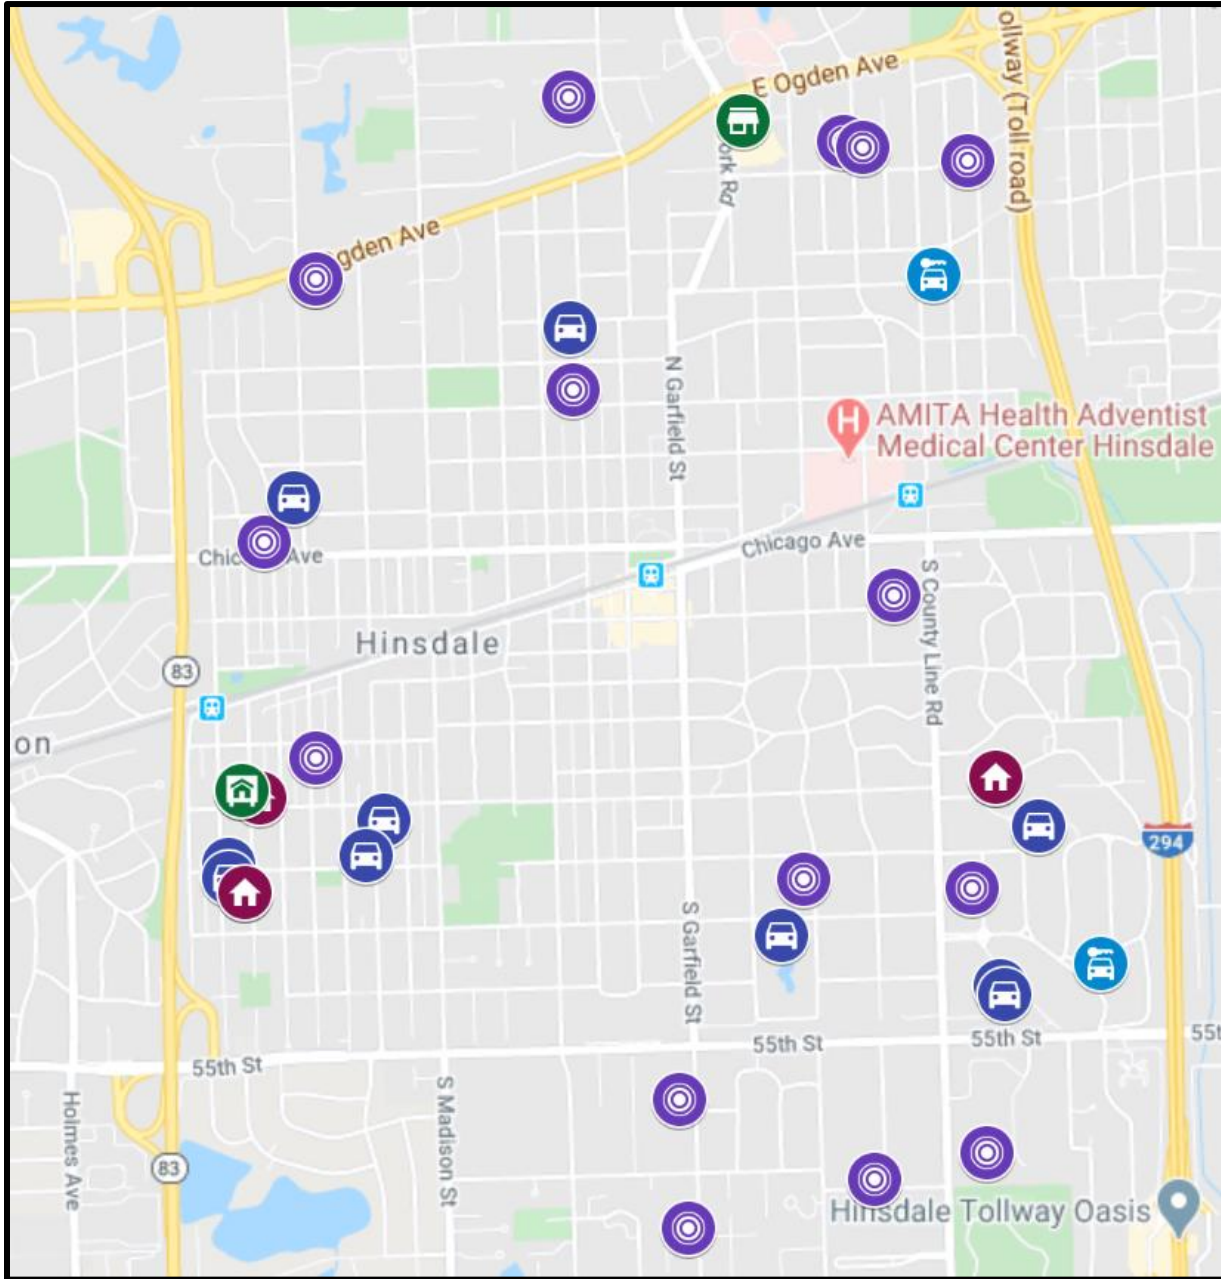 E Ogden Ave
ollway (Toll road)
ork Rd
gden Ave
N Garfield St
H
AMITA Health Adventist
Medical Center Hinsdale
Chicago Ave
Chic Ave
S County Line Rd
Hinsdale
83
on
294
S Garfield St
55th St
55th St
55t
55th St
S Madison St
Holmes Ave
83
Hinsdale Tollway Oasis